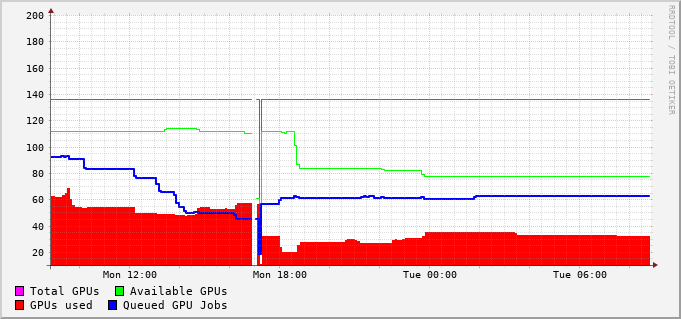 200
180
160
140
120
100
80
60
40
20
Mon 12:00 Mon 18:00 Tue 00:00 Tue 06:00
Total GPUs Available GPUs
GPUs used Queued GPU Jobs
RRDTOOL / TOBI OETIKER